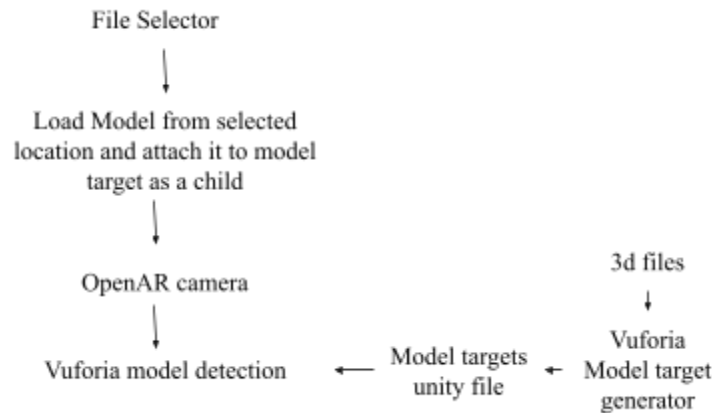 File Selector
Load Model from selected
location and attach it to model
target as a child
OpenAR camera
Vuforia model detection
3d files
Vuforia
Model target
generator
Model targets
unity file